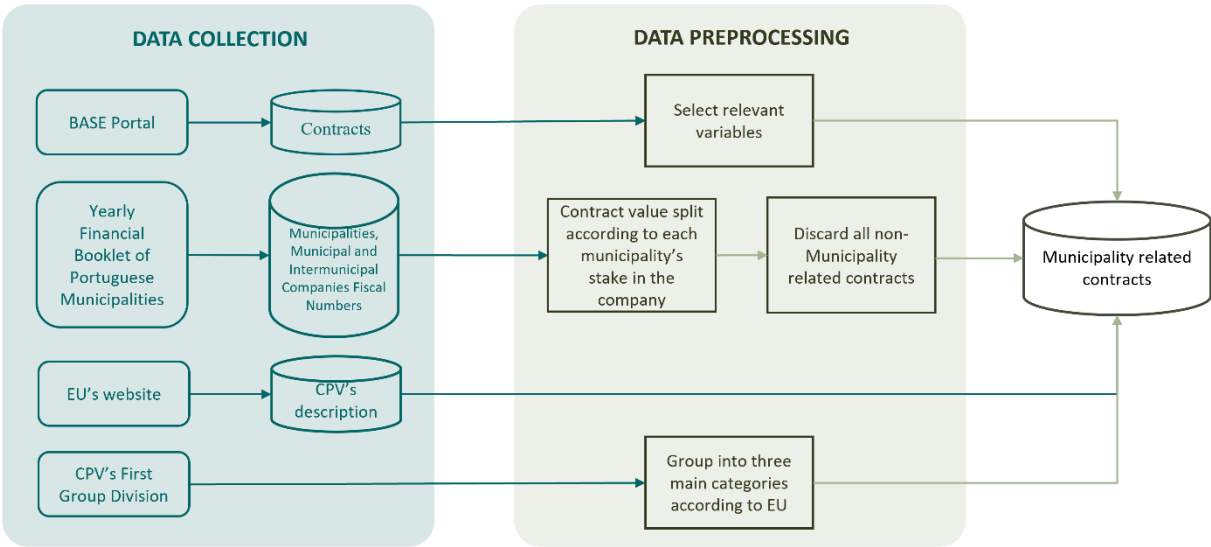 DATA COLLECTION
DATA PREPROCESSING
BASE Portal
Contracts
Select relevant
variables
Yearly
Financial
Booklet of
Portuguese
Municipalities
Municipalities,
Municipal and
Intermunicipal
Companies Fiscal
Numbers
Contract value split
according to each
municipality’s
stake in the
company
Discard all non-
Municipality
related contracts
Municipality related
contracts
EU’s website
CPV’s
description
CPV’s First
Group Division
Group into three
main categories
according to EU